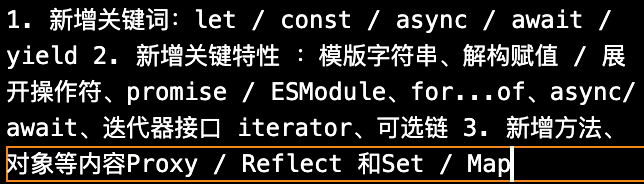 1. 新增关键词：let / const / async / await /
yield 2. 新增关键特性 ：模版字符串、解构赋值 / 展
开操作符、promise / ESModule、for...of、async/
await、迭代器接口 iterator、可选链 3. 新增方法、
对象等内容Proxy / Reflect 和Set / Map